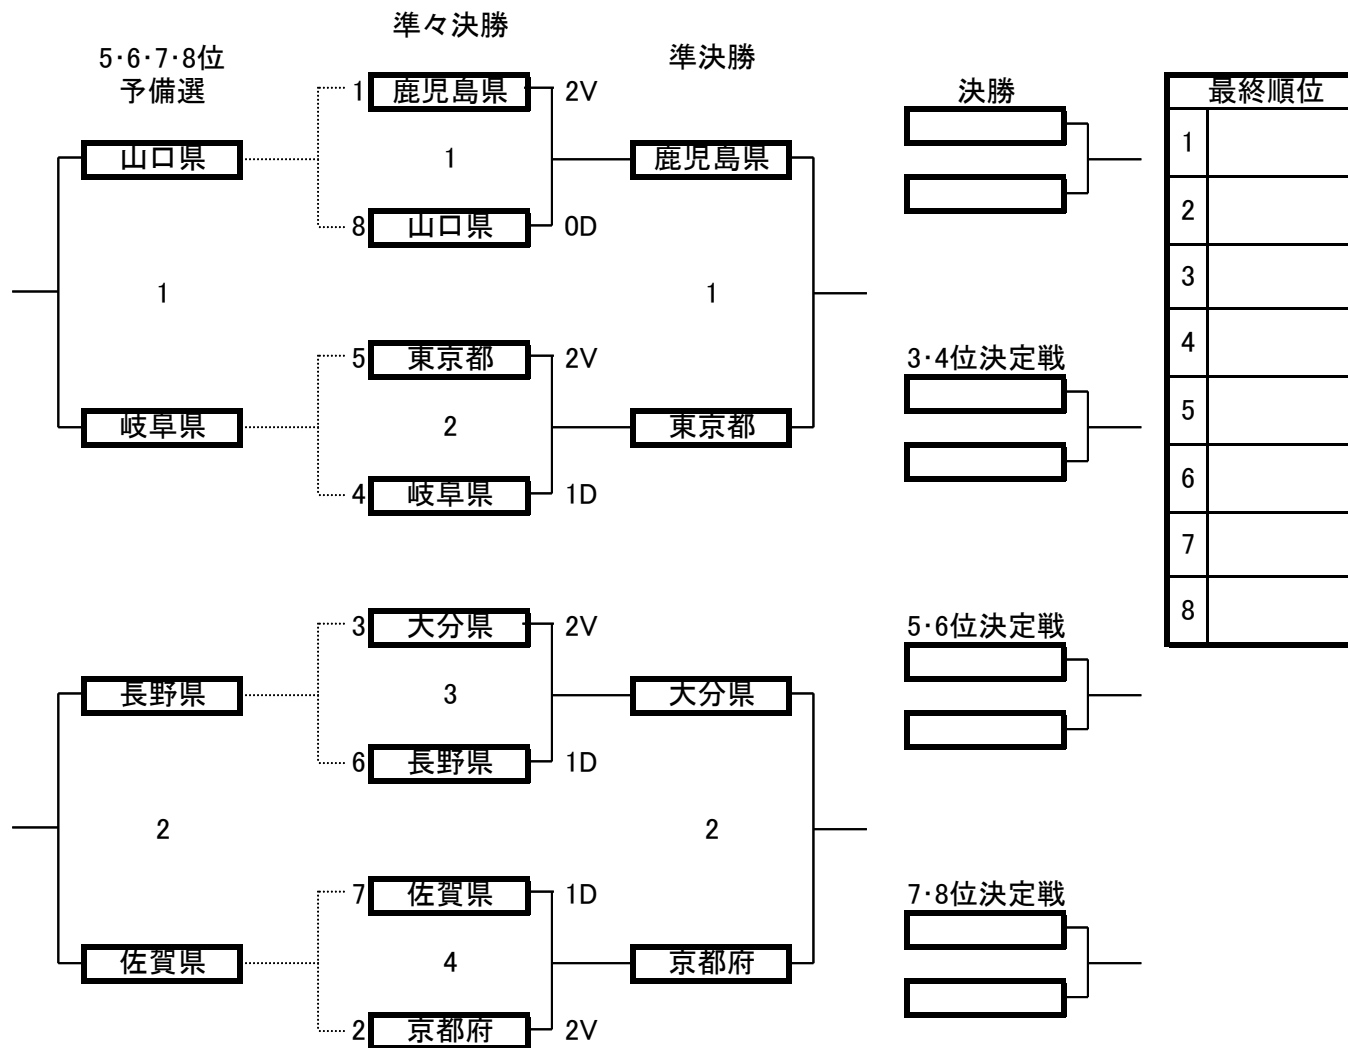 準々決勝
5・6・7・8位
予備選
準決勝
1 鹿児島県 2V
決勝
最終順位
山口県
1
鹿児島県
1
8 山口県 0D
2
1
1
3
5 東京都 2V
3・4位決定戦
4
岐阜県
2
東京都
5
4 岐阜県 1D
6
7
3 大分県 2V
5・6位決定戦
8
長野県
3
大分県
6 長野県 1D
2
2
7 佐賀県 1D
7・8位決定戦
佐賀県
4
京都府
2 京都府 2V